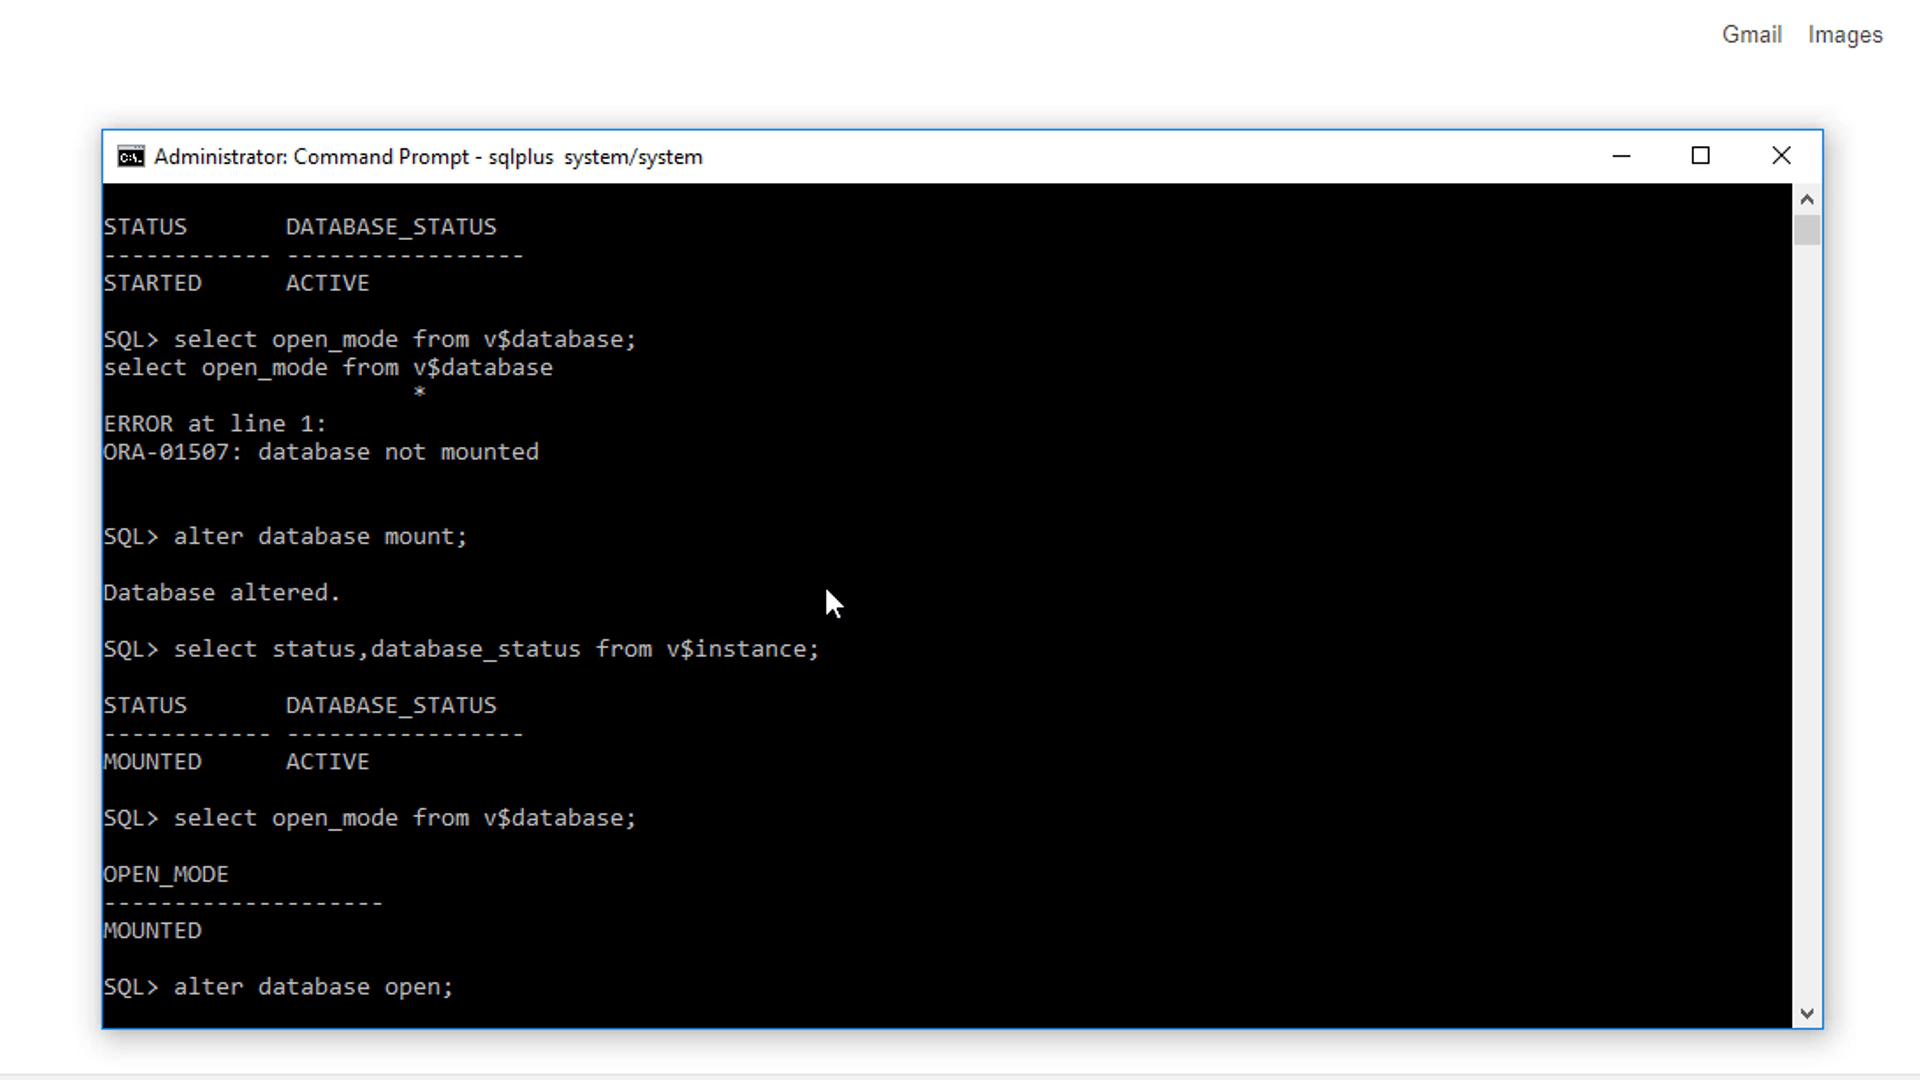 Gmail Images
Administrator: Command Prompt - sqlplus  system/system
STATUS       DATABASE_STATUS
------------ -----------------
STARTED      ACTIVE
SQL> select open_mode from v$database;
select open_mode from v$database
                      *
ERROR at line 1:
ORA-01507: database not mounted
SQL> alter database mount;
Database altered.
SQL> select status,database_status from v$instance;
STATUS       DATABASE_STATUS
------------ -----------------
MOUNTED      ACTIVE
SQL> select open_mode from v$database;
OPEN_MODE
--------------------
MOUNTED
SQL> alter database open;